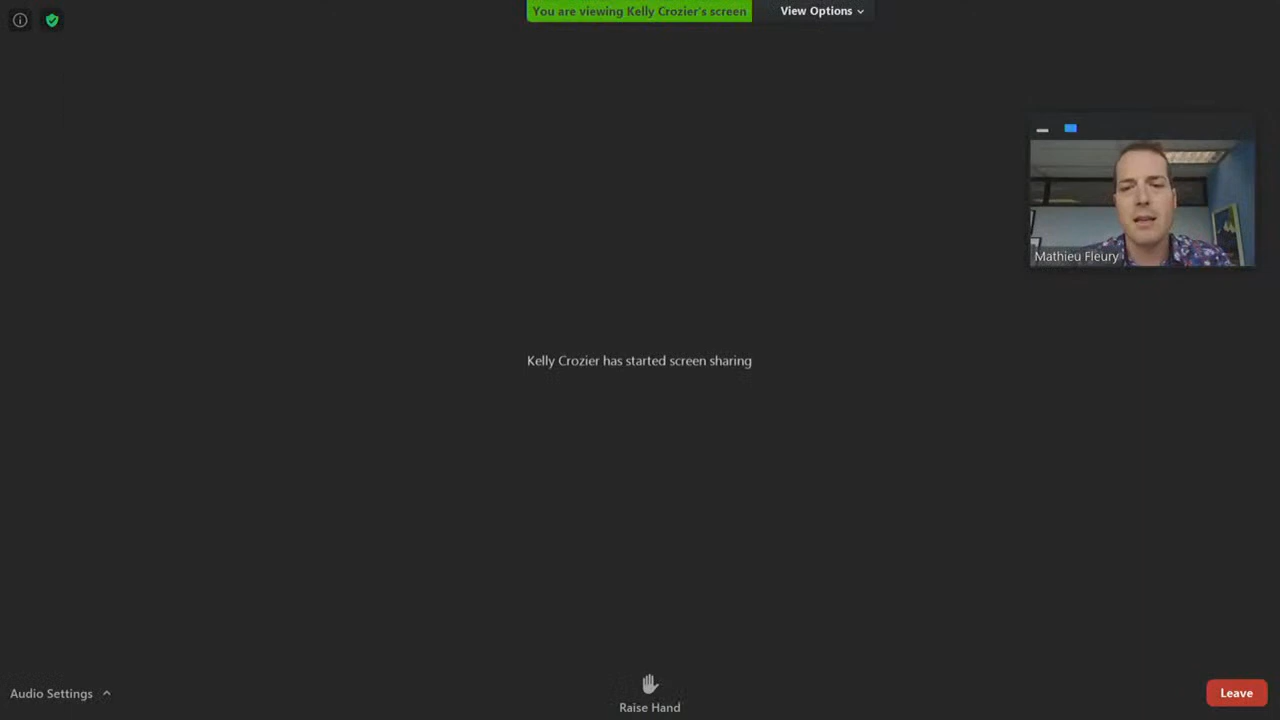 You are viewing Kelly Crozier's screen
View Options
Mathieu Fleury
Kelly Crozier has started screen sharing
Audio Settings
Raise Hand
Leave